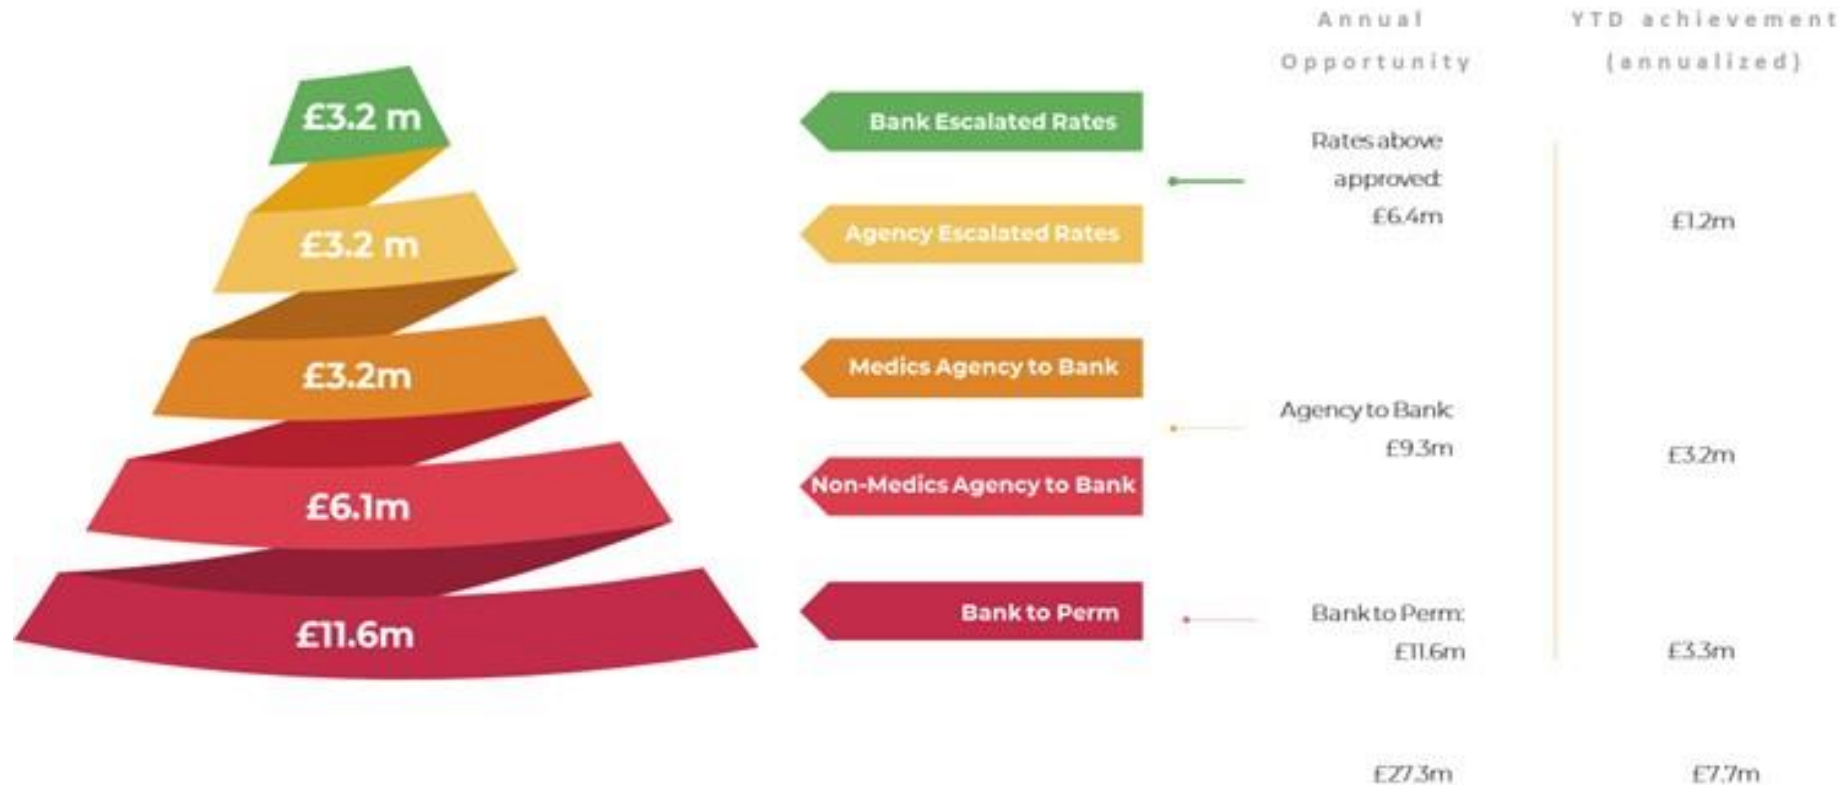 Annual
Opportunity
YTD achievement
(annualized)
£3.2 m
£3.2 m
£3.2m
£6.1m
£11.6m
Bank Escalated Rates
Agency Escalated Rates
Medics Agency to Bank
Non-Medics Agency to Bank
Bank to Perm
Rates above
approved:
£6.4m
£1.2m
Agency to Bank:
£9.3m
£3.2m
Bank to Perm:
£11.6m
£3.3m
£27.3m
£7.7m